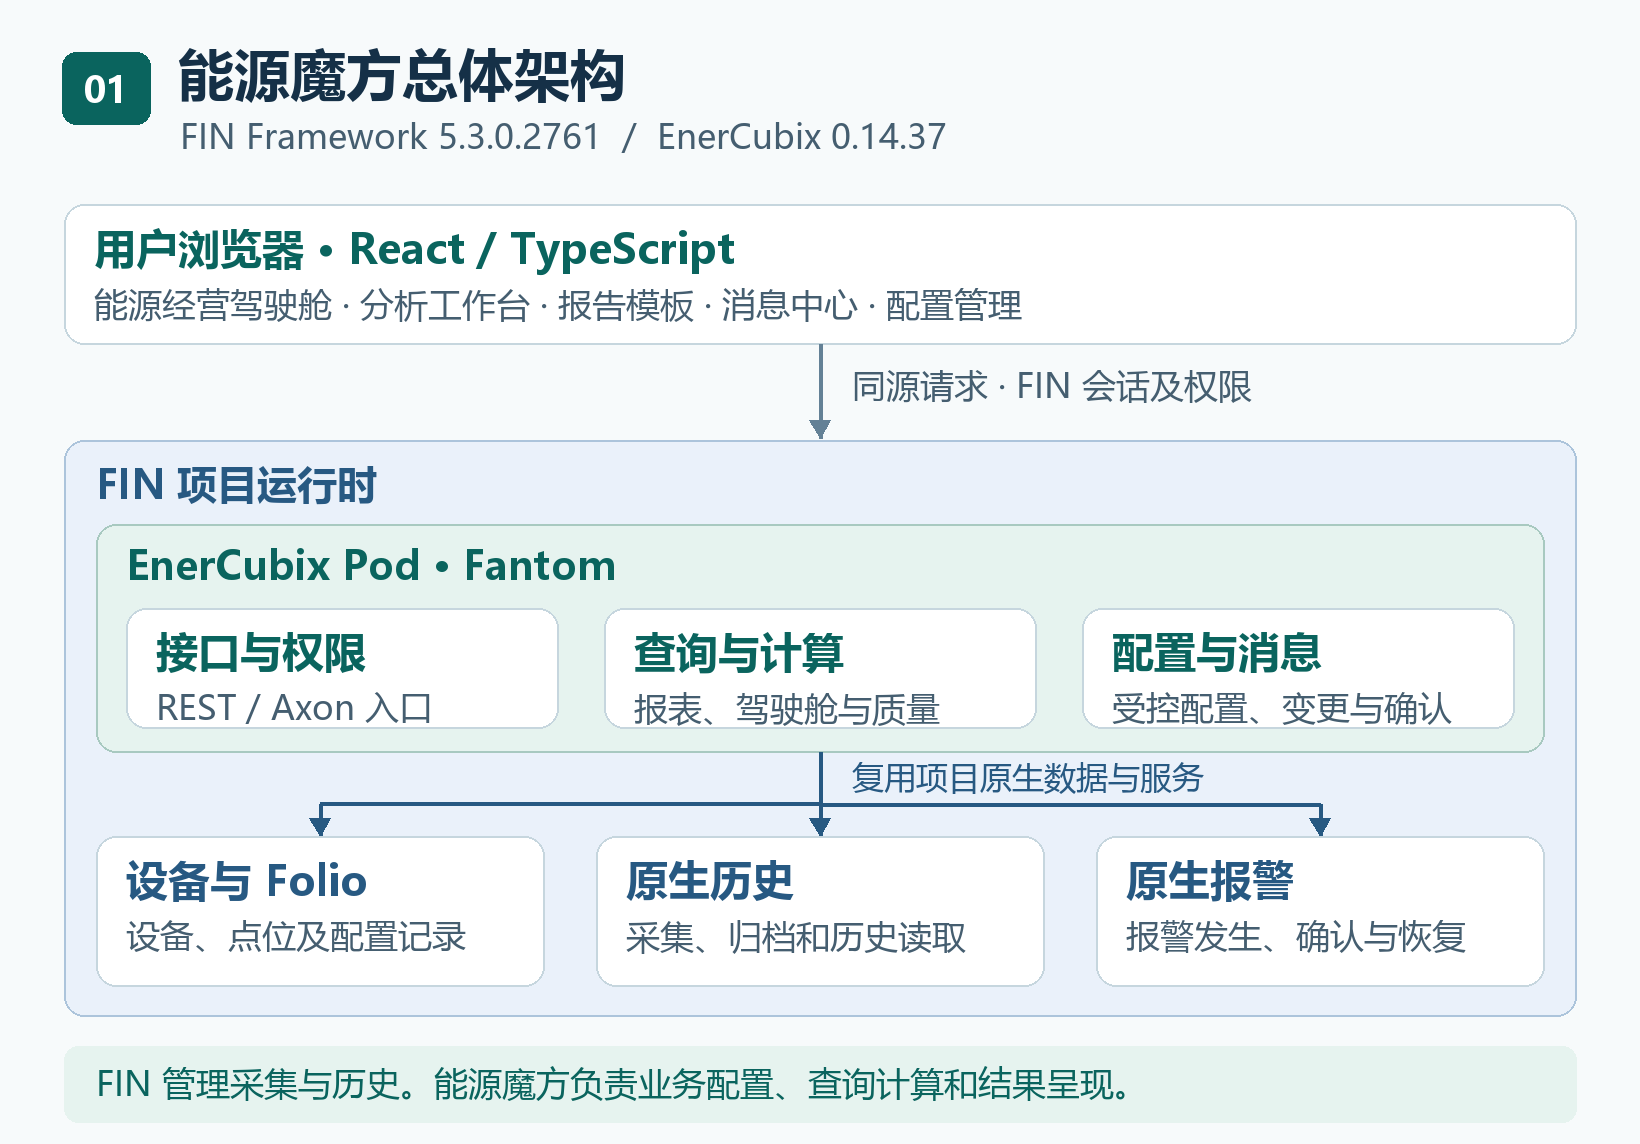 01
能源魔方总体架构
FIN Framework 5.3.0.2761 / EnerCubix 0.14.37
用户浏览器 • React / TypeScript
能源经营驾驶舱 · 分析工作台 · 报告模板 · 消息中心 · 配置管理
同源请求 · FIN 会话及权限
FIN 项目运行时
EnerCubix Pod • Fantom
接口与权限
REST / Axon 入口
查询与计算
报表、驾驶舱与质量
配置与消息
受控配置、变更与确认
复用项目原生数据与服务
设备与 Folio
设备、点位及配置记录
原生历史
采集、归档和历史读取
原生报警
报警发生、确认与恢复
FIN 管理采集与历史。能源魔方负责业务配置、查询计算和结果呈现。